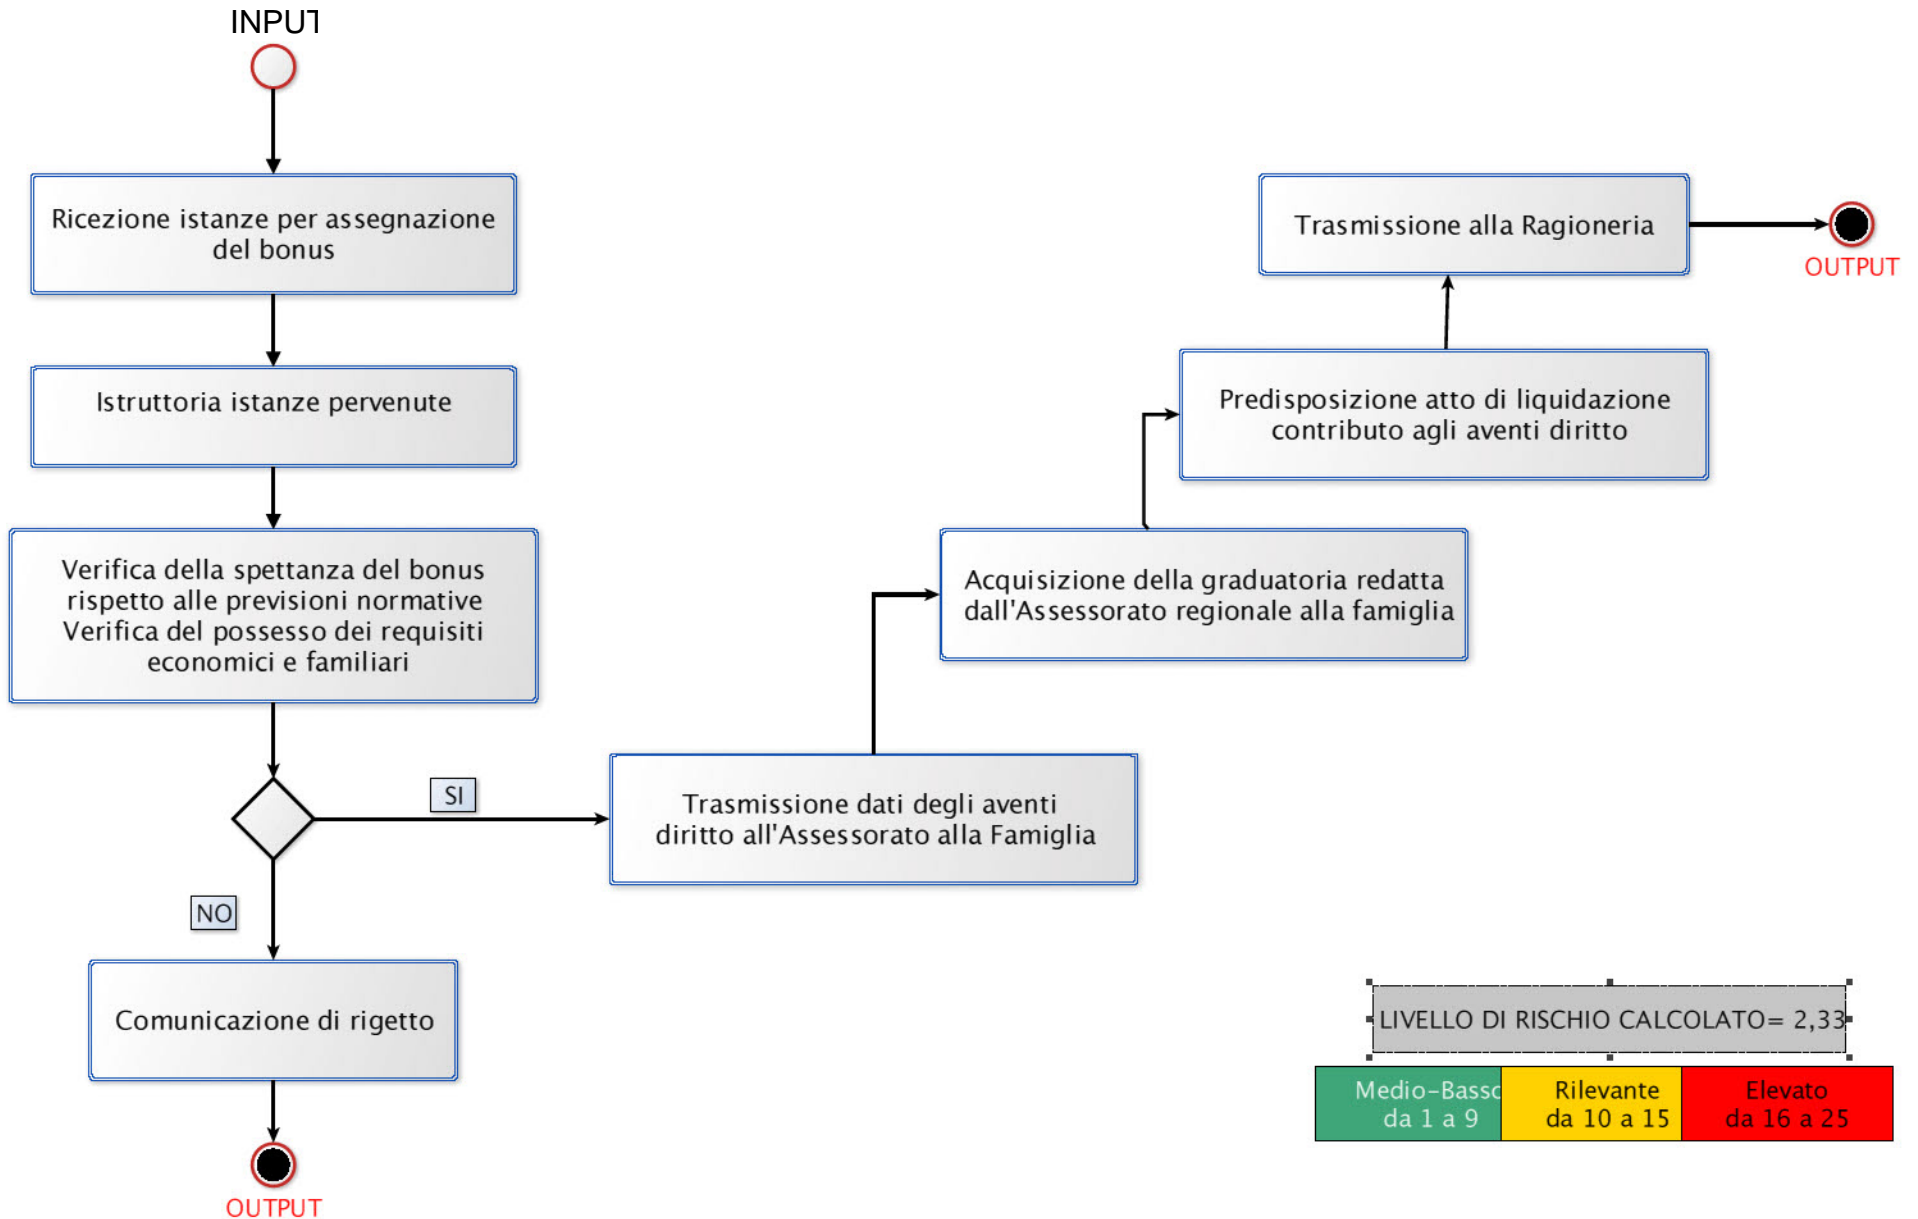 INPUT
Ricezione istanze per assegnazione
del bonus
Istruttoria istanze pervenute
Verifica della spettanza del bonus
rispetto alle previsioni normative
Verifica del possesso dei requisiti
economici e familiari
SI
NO
Comunicazione di rigetto
OUTPUT
Trasmissione dati degli aventi
diritto all'Assessorato alla Famiglia
Acquisizione della graduatoria redatta
dall'Assessorato regionale alla famiglia
Predisposizione atto di liquidazione
contributo agli aventi diritto
Trasmissione alla Ragioneria
OUTPUT
LIVELLO DI RISCHIO CALCOLATO= 2,33
Medio-Basso
da 1 a 9
Rilevante
da 10 a 15
Elevato
da 16 a 25